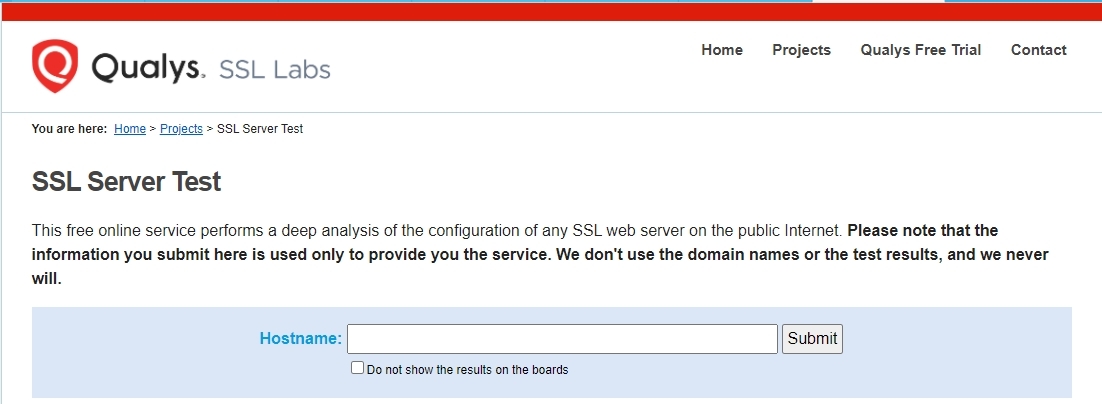 Qualys. SSL Labs
Home Projects Qualys Free Trial Contact
You are here: Home > Projects > SSL Server Test
SSL Server Test
This free online service performs a deep analysis of the configuration of any SSL web server on the public Internet. Please note that the
information you submit here is used only to provide you the service. We don't use the domain names or the test results, and we never
will.
Hostname: Submit
Do not show the results on the boards